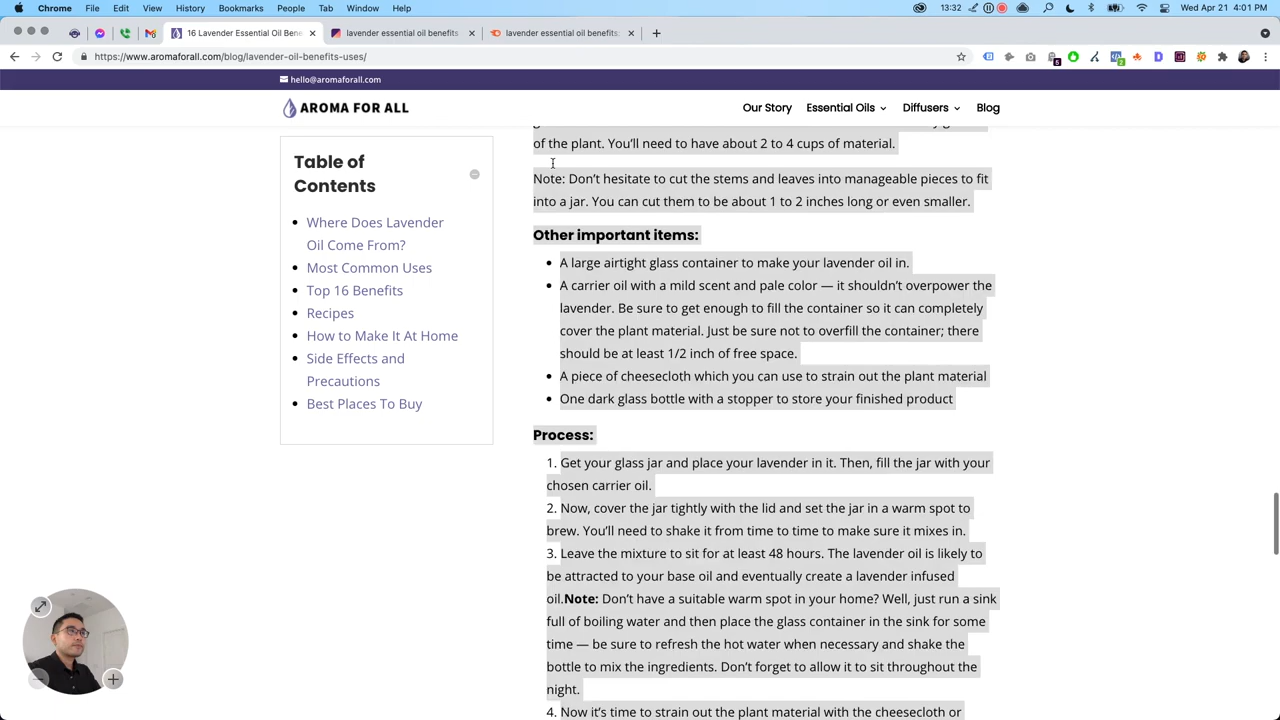 Chrome File Edit View History Bookmarks People Tab Window Help 13:32 Wed Apr 21 4:01 PM
16 Lavender Essential Oil Bene lavender essential oil benefits lavender essential oil benefits;
https://www.aromaforall.com/blog/lavender-oil-benefits-uses/
hello@aromaforall.com
AROMA FOR ALL Our Story Essential Oils Diffusers Blog
Table of
Contents
Where Does Lavender
Oil Come From?
Most Common Uses
Top 16 Benefits
Recipes
How to Make It At Home
Side Effects and
Precautions
Best Places To Buy
of the plant. You'll need to have about 2 to 4 cups of material.
Note: Don't hesitate to cut the stems and leaves into manageable pieces to fit
into a jar. You can cut them to be about 1 to 2 inches long or even smaller.
Other important items:
A large airtight glass container to make your lavender oil in.
A carrier oil with a mild scent and pale color — it shouldn't overpower the
lavender. Be sure to get enough to fill the container so it can completely
cover the plant material. Just be sure not to overfill the container; there
should be at least 1/2 inch of free space.
A piece of cheesecloth which you can use to strain out the plant material
One dark glass bottle with a stopper to store your finished product
Process:
1. Get your glass jar and place your lavender in it. Then, fill the jar with your
chosen carrier oil.
2. Now, cover the jar tightly with the lid and set the jar in a warm spot to
brew. You'll need to shake it from time to time to make sure it mixes in.
3. Leave the mixture to sit for at least 48 hours. The lavender oil is likely to
be attracted to your base oil and eventually create a lavender infused
oil.Note: Don't have a suitable warm spot in your home? Well, just run a sink
full of boiling water and then place the glass container in the sink for some
time — be sure to refresh the hot water when necessary and shake the
bottle to mix the ingredients. Don't forget to allow it to sit throughout the
night.
4. Now it's time to strain out the plant material with the cheesecloth or